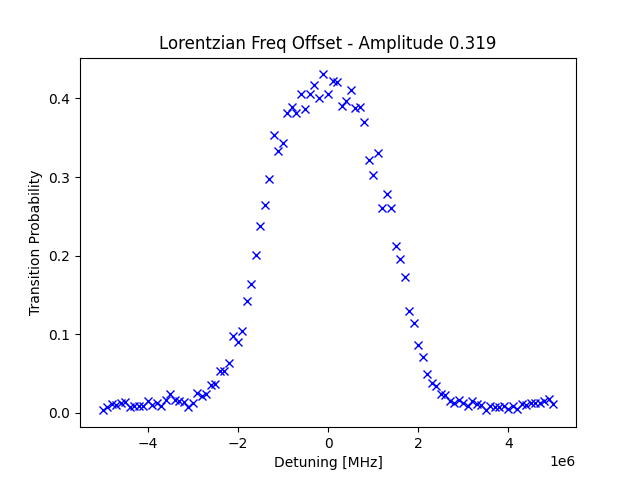 Lorentzian Freq Offset - Amplitude 0.319
Transition Probability
0.4
0.3
0.2
0.1
0.0
−4
−2
0
2
4
1e6
Detuning [MHz]